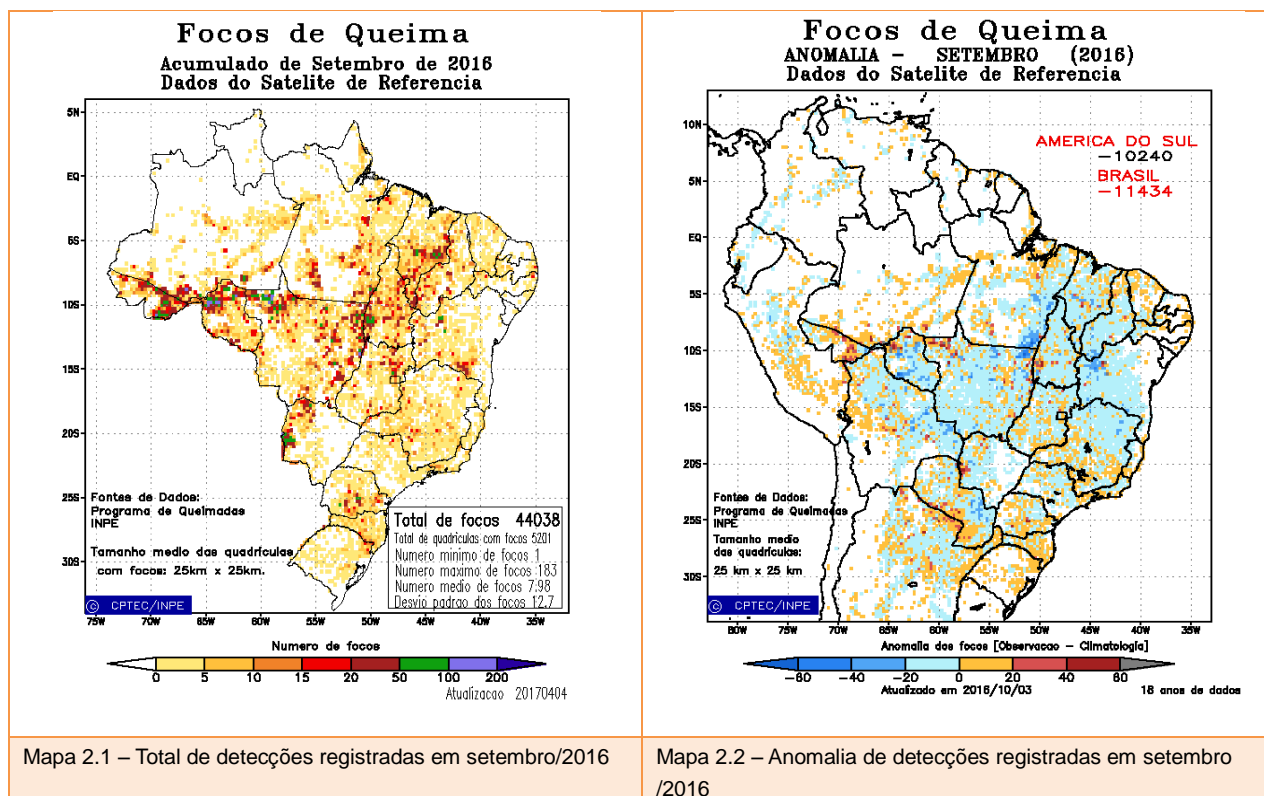 Focos de Queima
Acumulado de Setembro de 2016
Dados do Satelite de Referencia
5N
EQ
5S
10S
15S
20S
25S
30S
Fontes de Dados:
Programa de Queimadas
INPE
Tamanho medio das quadrículas
com focos: 25km x 25km.
© CPTEC/INPE
Total de focos 44038
Total de quadriculas com focos 5201
Numero minimo de focos 1
Numero maximo de focos 183
Numero medio de focos 7.98
Desvio padrao dos focos 12.7
75W 70W 65W 60W 55W 50W 45W 40W 35W
Numero de focos
0 5 10 15 20 50 100 200
Atualizacao 20170404
Focos de Queima
ANOMALIA - SETEMBRO (2016)
Dados do Satelite de Referencia
10N
5N
EQ
5S
10S
15S
20S
25S
30S
AMERICA DO SUL
-10240
BRASIL
-11434
Fontes de Dados:
Programa de Queimadas
INPE
Tamanho medio
das quadrículas:
25 km x 25 km
© CPTEC/INPE
80W 75W 70W 65W 60W 55W 50W 45W 40W 35W
Anomalia dos focos [Observacao - Climatologia]
-60 -40 -20 0 20 40 60
Atualizado em 2016/10/03
18 anos de dados
Mapa 2.1 – Total de detecções registradas em setembro/2016
Mapa 2.2 – Anomalia de detecções registradas em setembro
/2016